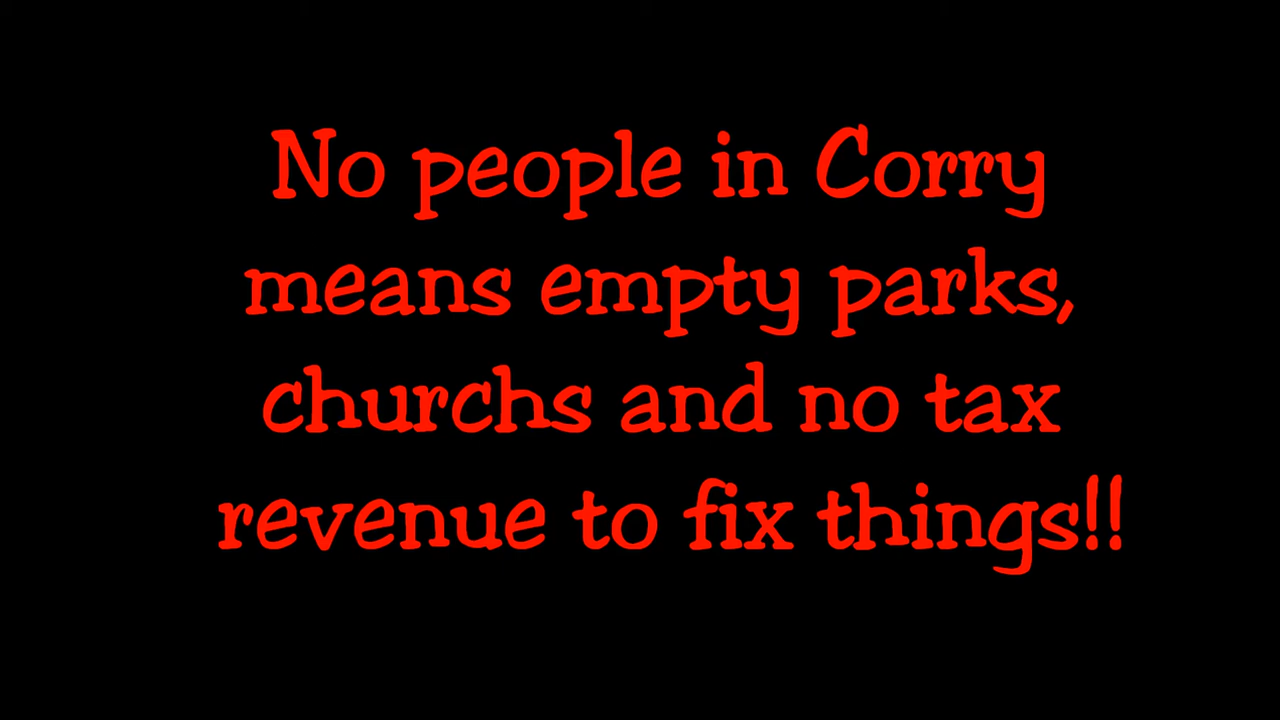 No people in Corry
means empty parks,
churchs and no tax
revenue to fix things!!